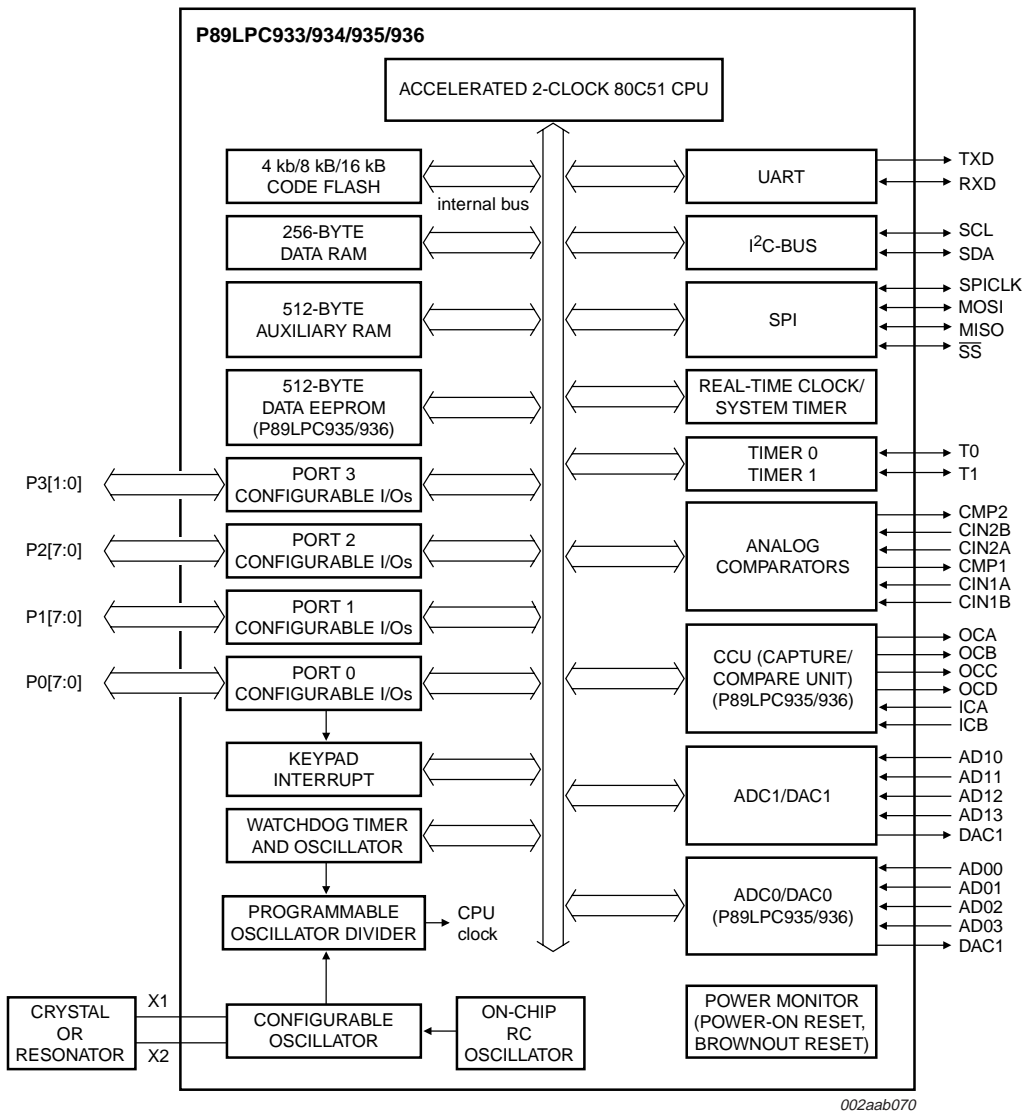 P89LPC933/934/935/936
ACCELERATED 2-CLOCK 80C51 CPU
4 kb/8 kB/16 kB
CODE FLASH
internal bus
256-BYTE
DATA RAM
512-BYTE
AUXILIARY RAM
512-BYTE
DATA EEPROM
(P89LPC935/936)
P3[1:0]
PORT 3
CONFIGURABLE I/Os
P2[7:0]
PORT 2
CONFIGURABLE I/Os
P1[7:0]
PORT 1
CONFIGURABLE I/Os
P0[7:0]
PORT 0
CONFIGURABLE I/Os
KEYPAD
INTERRUPT
WATCHDOG TIMER
AND OSCILLATOR
PROGRAMMABLE
OSCILLATOR DIVIDER
CPU
clock
CRYSTAL
OR
RESONATOR
X1
X2
CONFIGURABLE
OSCILLATOR
ON-CHIP
RC
OSCILLATOR
UART
TXD
RXD
I2C-BUS
SCL
SDA
SPI
SPICLK
MOSI
MISO
SS
REAL-TIME CLOCK/
SYSTEM TIMER
TIMER 0
TIMER 1
T0
T1
ANALOG
COMPARATORS
CMP2
CIN2B
CIN2A
CMP1
CIN1A
CIN1B
CCU (CAPTURE/
COMPARE UNIT)
(P89LPC935/936)
OCA
OCB
OCC
OCD
ICA
ICB
ADC1/DAC1
AD10
AD11
AD12
AD13
DAC1
ADC0/DAC0
(P89LPC935/936)
AD00
AD01
AD02
AD03
DAC1
POWER MONITOR
(POWER-ON RESET,
BROWNOUT RESET)
002aab070